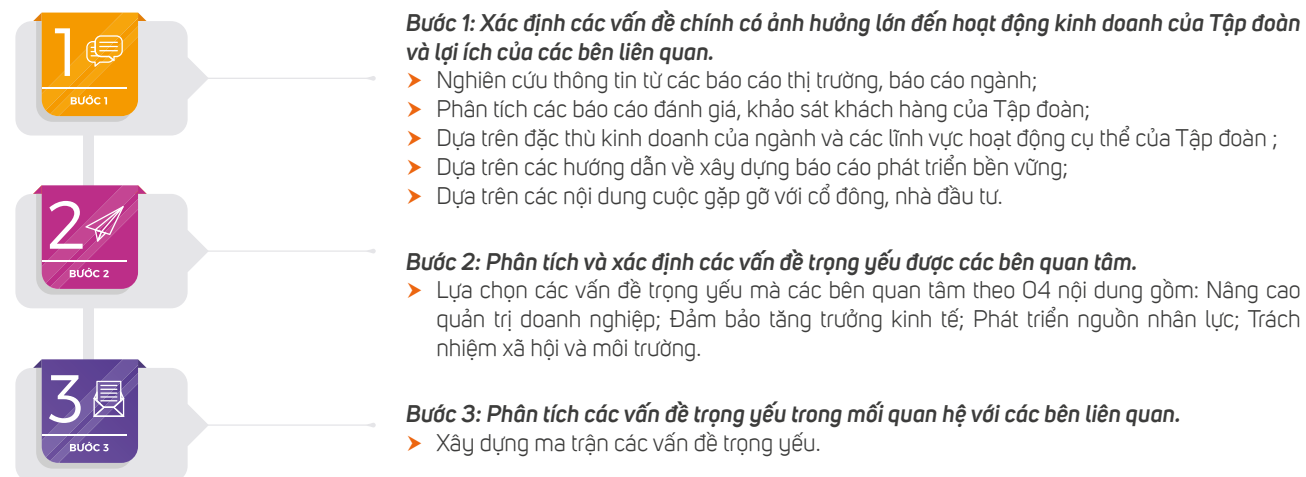 1
BƯỚC 1
Bước 1: Xác định các vấn đề chính có ảnh hưởng lớn đến hoạt động kinh doanh của Tập đoàn
và lợi ích của các bên liên quan.
Nghiên cứu thông tin từ các báo cáo thị trường, báo cáo ngành;
Phân tích các báo cáo đánh giá, khảo sát khách hàng của Tập đoàn;
Dựa trên đặc thù kinh doanh của ngành và các lĩnh vực hoạt động cụ thể của Tập đoàn ;
Dựa trên các hướng dẫn về xây dựng báo cáo phát triển bền vững;
Dựa trên các nội dung cuộc gặp gỡ với cổ đông, nhà đầu tư.
2
BƯỚC 2
Bước 2: Phân tích và xác định các vấn đề trọng yếu được các bên quan tâm.
Lựa chọn các vấn đề trọng yếu mà các bên quan tâm theo 04 nội dung gồm: Nâng cao
quản trị doanh nghiệp; Đảm bảo tăng trưởng kinh tế; Phát triển nguồn nhân lực; Trách
nhiệm xã hội và môi trường.
3
BƯỚC 3
Bước 3: Phân tích các vấn đề trọng yếu trong mối quan hệ với các bên liên quan.
Xây dựng ma trận các vấn đề trọng yếu.